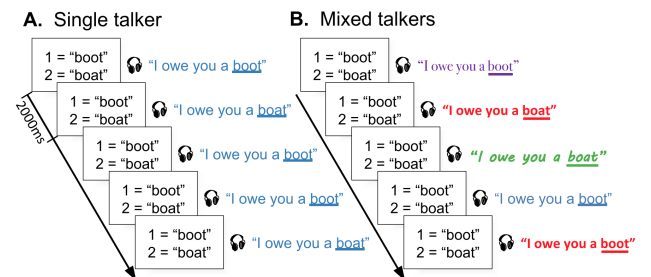 A. Single talker
1 = “boot”
2 = “boat”
“I owe you a boot”
1 = “boot”
2 = “boat”
“I owe you a boat”
1 = “boot”
2 = “boat”
“I owe you a boot”
1 = “boot”
2 = “boat”
“I owe you a boot”
1 = “boot”
2 = “boat”
“I owe you a boat”
2000ms
B. Mixed talkers
1 = “boot”
2 = “boat”
“I owe you a boot”
1 = “boot”
2 = “boat”
“I owe you a boat”
1 = “boot”
2 = “boat”
“I owe you a boat”
1 = “boot”
2 = “boat”
“I owe you a boot”
1 = “boot”
2 = “boat”
“I owe you a boot”